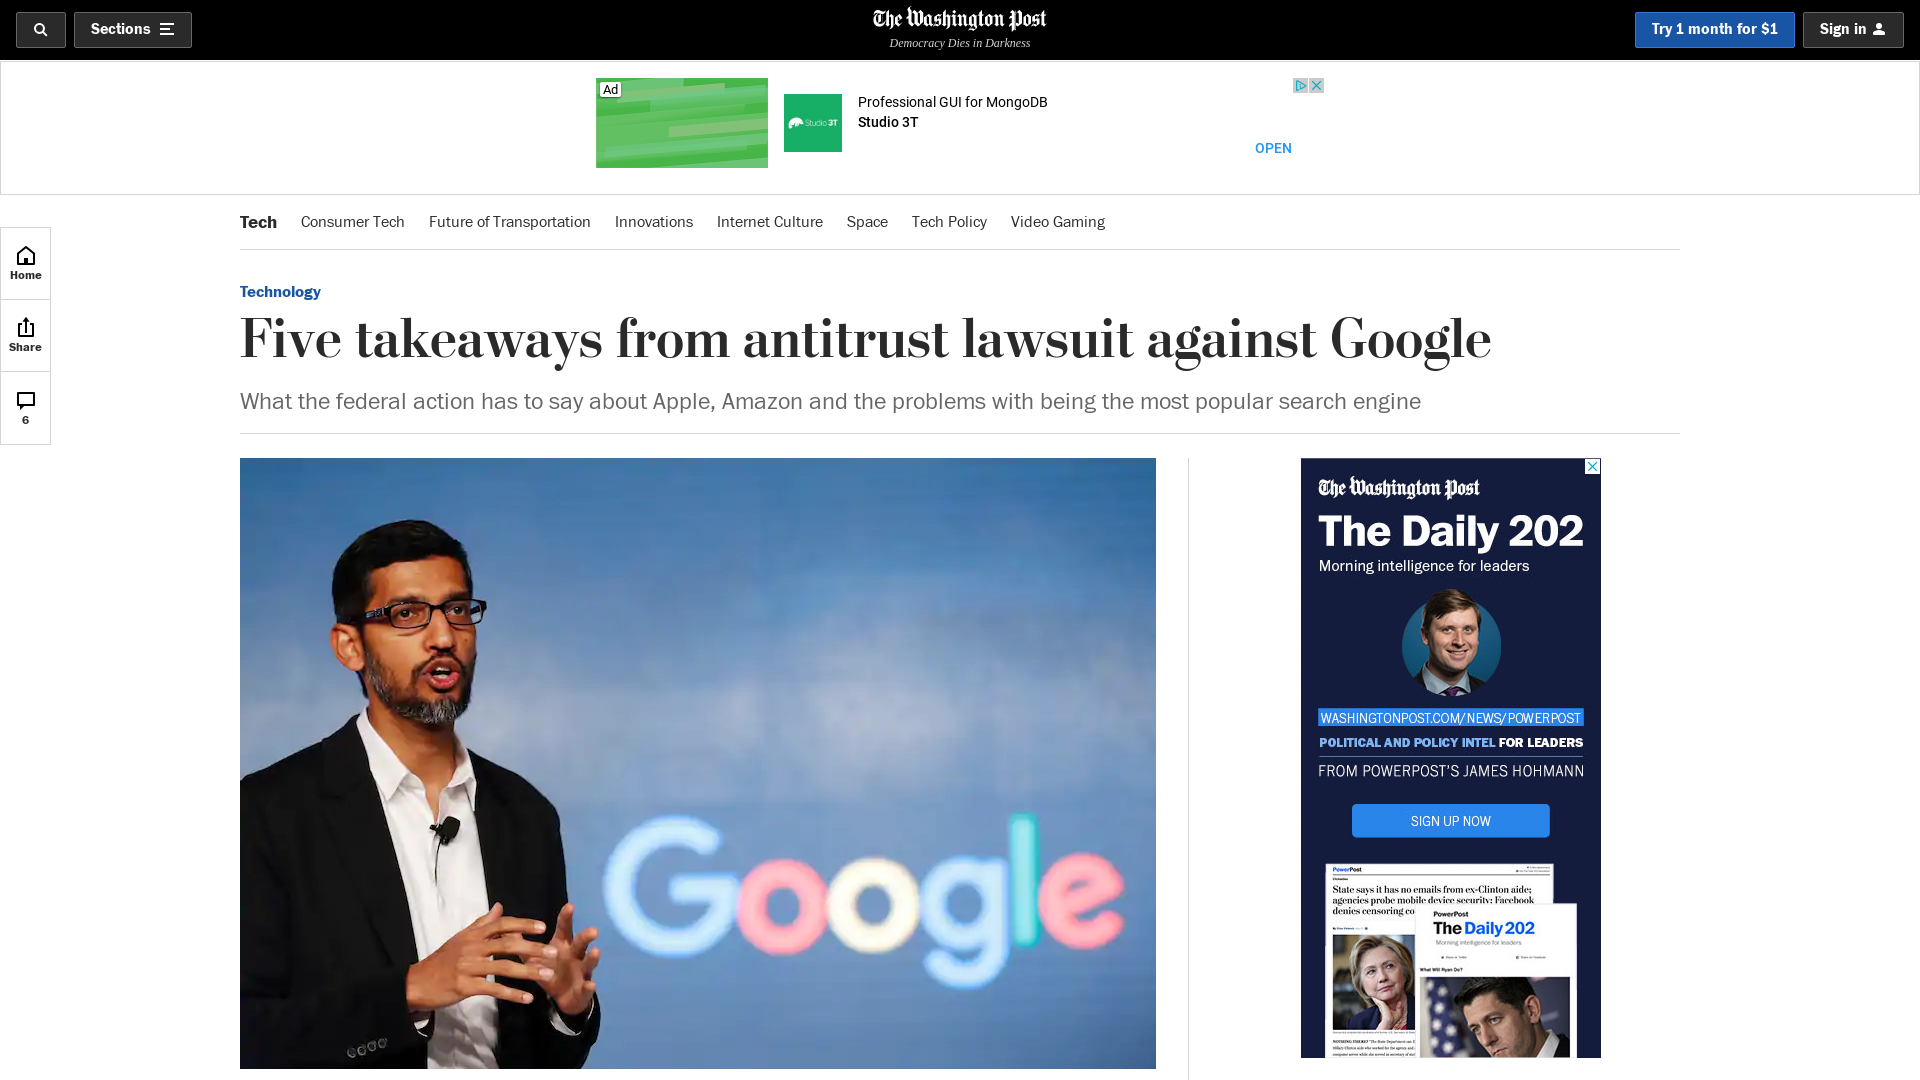 Sections
The Washington Post
Democracy Dies in Darkness
Try 1 month for $1
Sign in
Ad
Studio 3T
Professional GUI for MongoDB
Studio 3T
OPEN
Tech
Consumer Tech
Future of Transportation
Innovations
Internet Culture
Space
Tech Policy
Video Gaming
Home
Share
6
Technology
Five takeaways from antitrust lawsuit against Google
What the federal action has to say about Apple, Amazon and the problems with being the most popular search engine
Google
The Washington Post
The Daily 202
Morning intelligence for leaders
WASHINGTONPOST.COM/NEWS/POWERPOST
POLITICAL AND POLICY INTEL FOR LEADERS
FROM POWERPOST'S JAMES HOHMANN
SIGN UP NOW
PowerPost
State says it has no emails from ex-Clinton aide;
agencies probe mobile device security; Facebook
denies censoring co
PowerPost
The Daily 202
Morning intelligence for leaders
What Will Ryan Do?